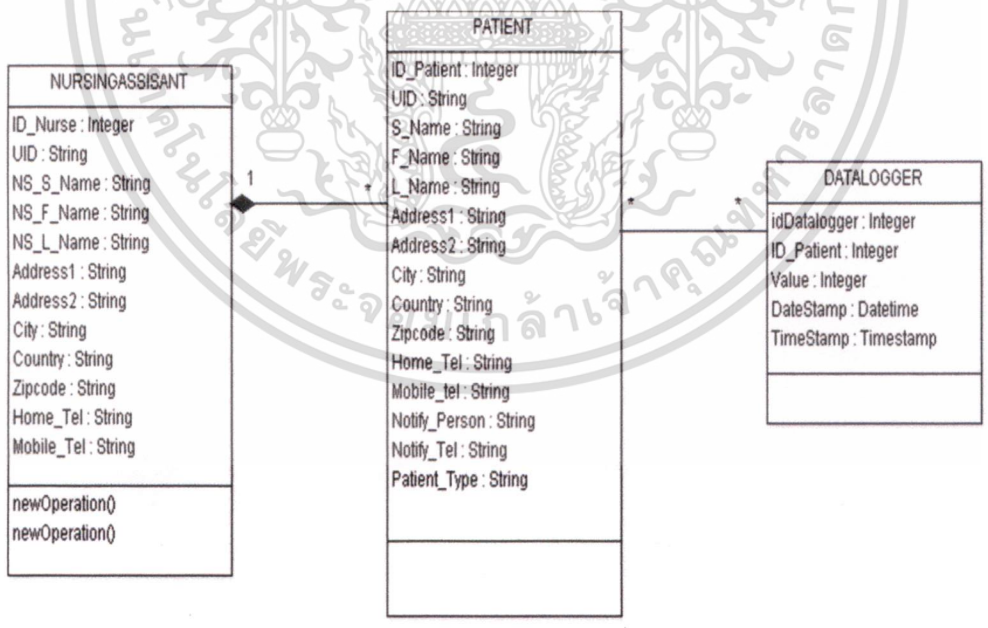 NURSINGASSISANT
ID_Nurse : Integer
UID : String
NS_S_Name : String
NS_F_Name : String
NS_L_Name : String
Address1 : String
Address2 : String
City : String
Country : String
Zipcode : String
Home_Tel : String
Mobile_Tel : String
newOperation()
newOperation()
1
*
PATIENT
ID_Patient : Integer
UID : String
S_Name : String
F_Name : String
L_Name : String
Address1 : String
Address2 : String
City : String
Country : String
Zipcode : String
Home_Tel : String
Mobile_tel : String
Notify_Person : String
Notify_Tel : String
Patient_Type : String
*
*
DATALOGGER
idDatalogger : Integer
ID_Patient : Integer
Value : Integer
DateStamp : Datetime
TimeStamp : Timestamp